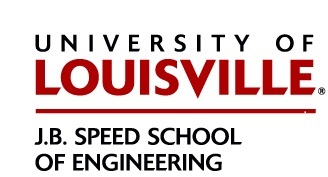 UNIVERSITY OF
LOUISVILLE®
J.B. SPEED SCHOOL
OF ENGINEERING